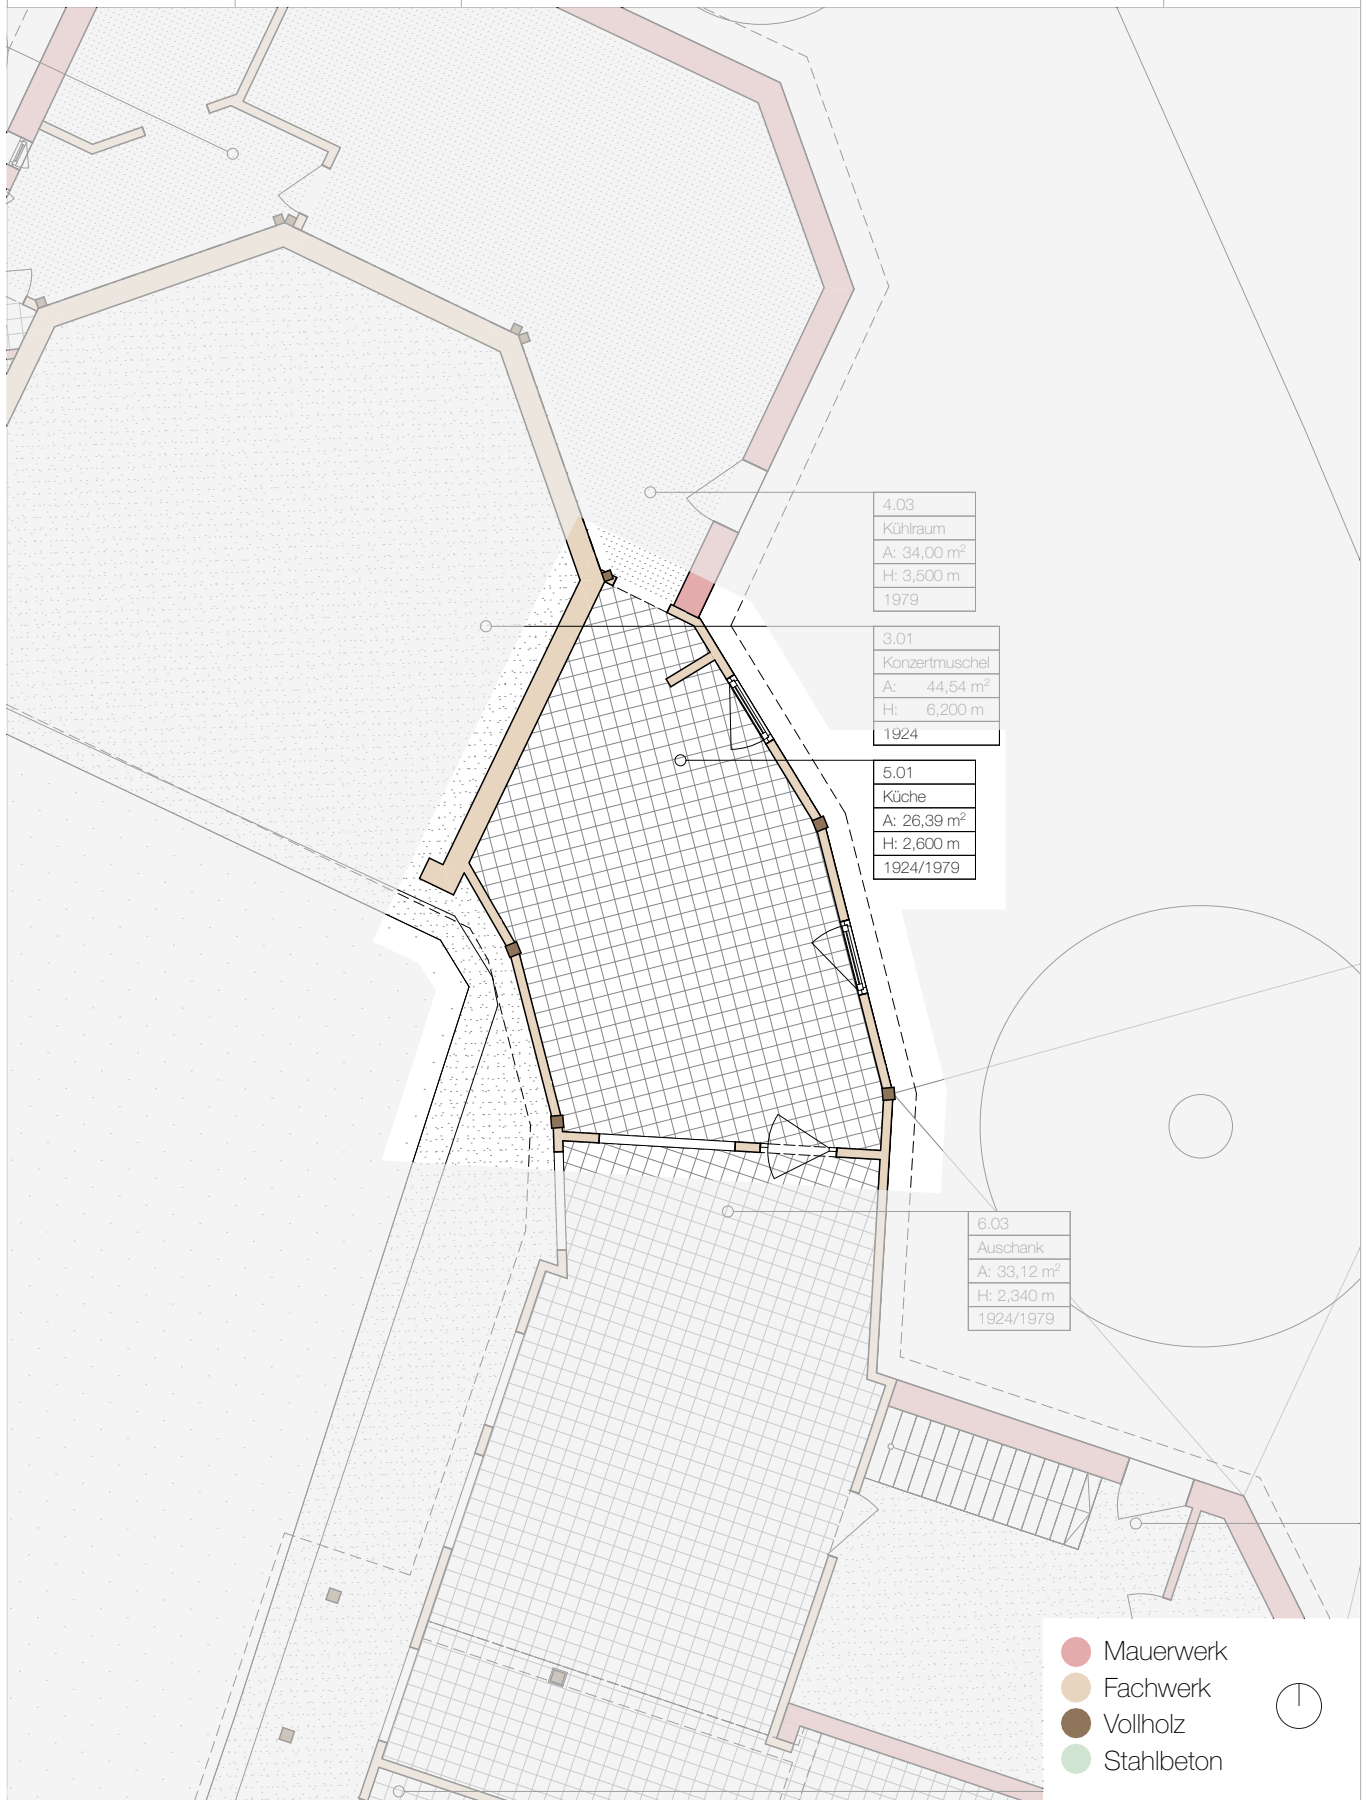 4.03
Kühlraum
A: 34,00 m²
H: 3,500 m
1979
3.01
Konzertmuschel
A: 44,54 m²
H: 6,200 m
1924
5.01
Küche
A: 26,39 m²
H: 2,600 m
1924/1979
6.03
Auschank
A: 33,12 m²
H: 2,340 m
1924/1979
Mauerwerk
Fachwerk
Vollholz
Stahlbeton